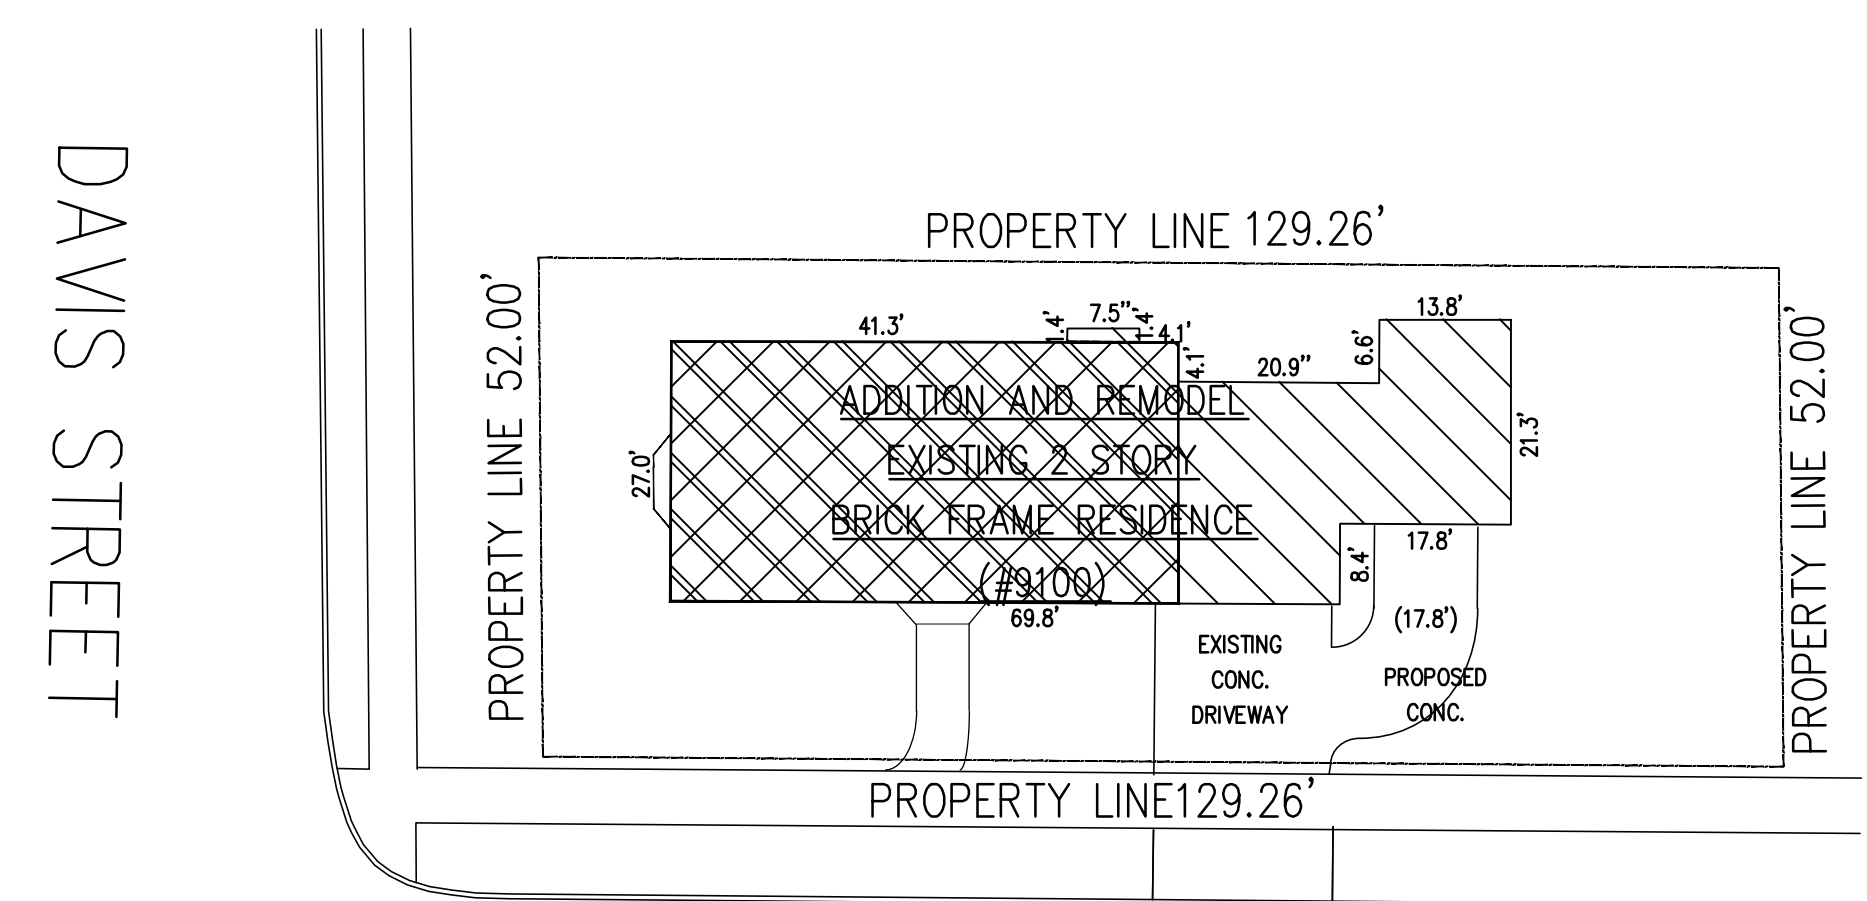 DAVIS STREET
PROPERTY LINE 129.26'
PROPERTY LINE 52.00'
PROPERTY LINE 52.00'
41.3'
1.4'
7.5"
1.4'
4.1'
4.1'
20.9"
6.6'
13.8'
21.3'
27.0'
ADDITION AND REMODEL
EXISTING 2 STORY
BRICK FRAME RESIDENCE
(#9100)
69.8'
8.4'
17.8'
(17.8')
EXISTING
CONC.
DRIVEWAY
PROPOSED
CONC.
PROPERTY LINE129.26'